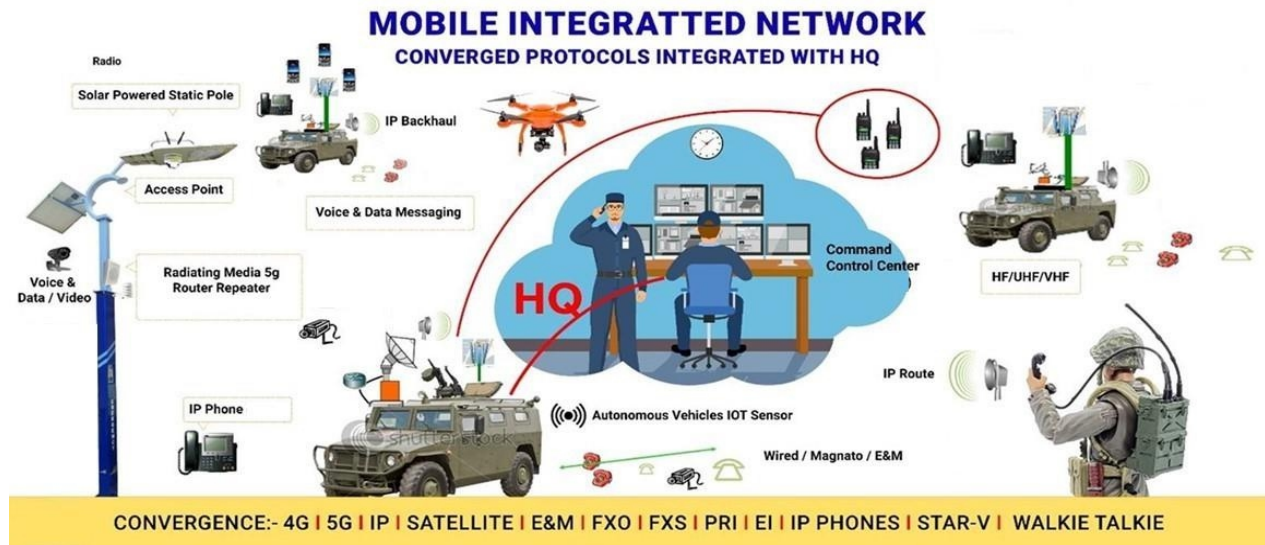 MOBILE INTEGRATTED NETWORK
CONVERGED PROTOCOLS INTEGRATED WITH HQ
Radio
Solar Powered Static Pole
IP Backhaul
Access Point
Voice & Data Messaging
Radiating Media 5g
Router Repeater
Voice &
Data / Video
HQ
Command
Control Center
HF/UHF/VHF
IP Route
IP Phone
Autonomous Vehicles IOT Sensor
shutterstock
Wired / Magnato / E&M
CONVERGENCE:- 4G I 5G I IP I SATELLITE I E&M I FXO I FXS I PRI I EI I IP PHONES I STAR-V I WALKIE TALKIE